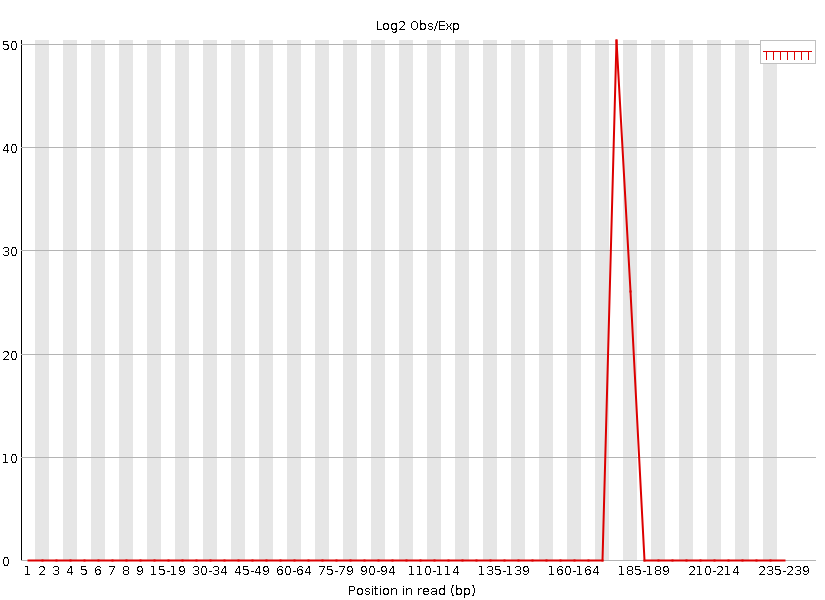 Log2 Obs/Exp
TTTTTTT
50
40
30
20
10
0
1 2 3 4 5 6 7 8 9 15-19 30-34 45-49 60-64 75-79 90-94 110-114 135-139 160-164 185-189 210-214 235-239
Position in read (bp)